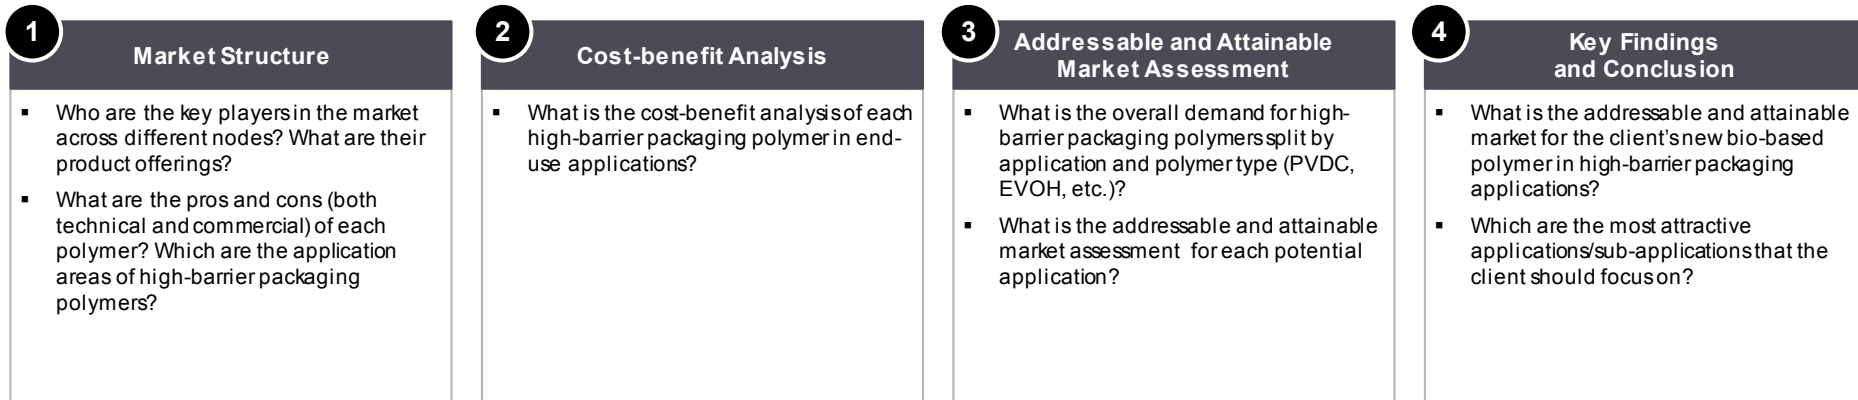 1
Market Structure
▪ Who are the key players in the market
across different nodes? What are their
product offerings?
▪ What are the pros and cons (both
technical and commercial) of each
polymer? Which are the application
areas of high-barrier packaging
polymers?
2
Cost-benefit Analysis
▪ What is the cost-benefit analysis of each
high-barrier packaging polymer in end-
use applications?
3
Addressable and Attainable
Market Assessment
▪ What is the overall demand for high-
barrier packaging polymers split by
application and polymer type (PVDC,
EVOH, etc.)?
▪ What is the addressable and attainable
market assessment for each potential
application?
4
Key Findings
and Conclusion
▪ What is the addressable and attainable
market for the client's new bio-based
polymer in high-barrier packaging
applications?
▪ Which are the most attractive
applications/sub-applications that the
client should focus on?